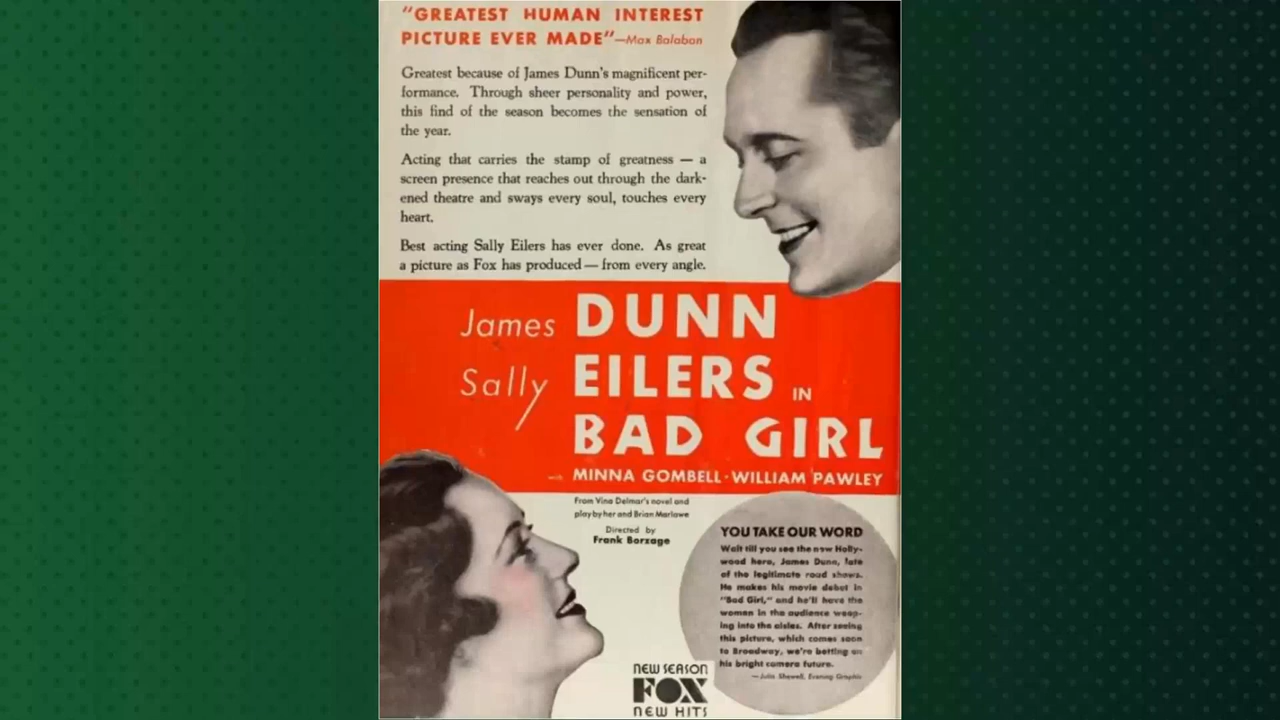 "GREATEST HUMAN INTEREST
PICTURE EVER MADE"—Max Balaban
Greatest because of James Dunn's magnificent per-
formance. Through sheer personality and power,
this find of the season becomes the sensation of
the year.
Acting that carries the stamp of greatness — a
screen presence that reaches out through the dark-
ened theatre and sways every soul, touches every
heart.
Best acting Sally Eilers has ever done. As great
a picture as Fox has produced — from every angle.
James DUNN
Sally EILERS IN
BAD GIRL
with MINNA GOMBELL · WILLIAM PAWLEY
From Vina Delmar's novel and
play by her and Brian Marlowe
Directed by
Frank Borzage
YOU TAKE OUR WORD
Wait till you see the new Holly-
wood hero, James Dunn, late
of the legitimate road shows.
He makes his movie debut in
"Bad Girl," and he'll have the
women in the audience weep-
ing into the aisles. After seeing
this picture, which comes soon
to Broadway, we're betting on
his bright camera future.
—Julia Shawell, Evening Graphic
NEW SEASON
FOX
NEW HITS